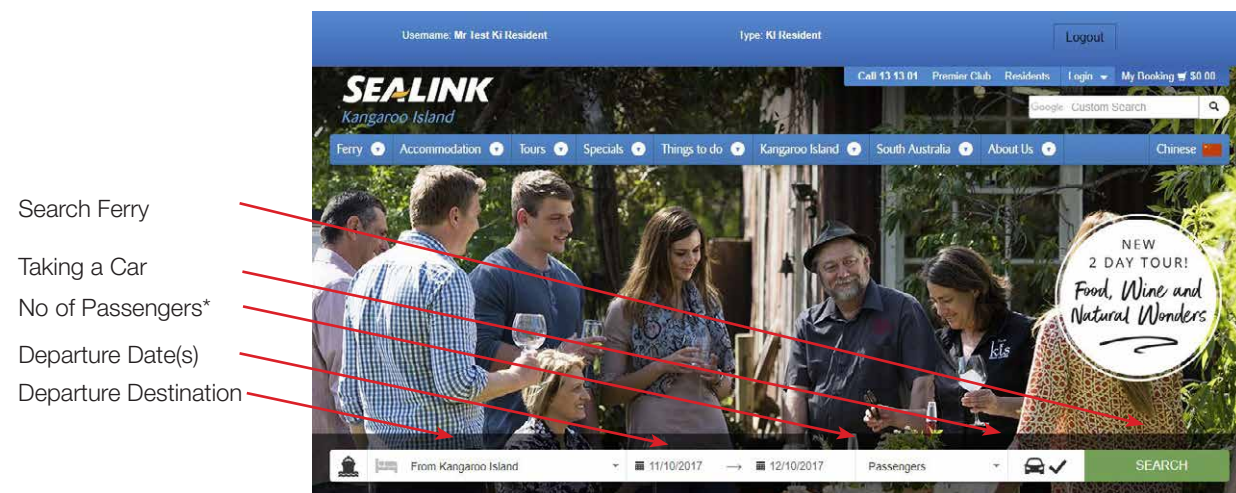 Username: Mr Test Ki Resident
Type: KI Resident
Logout
Call 13 13 01 Premier Club Residents Login My Booking $0.00
SEALINK
Kangaroo Island
Google Custom Search
Ferry Accommodation Tours Specials Things to do Kangaroo Island South Australia About Us Chinese
Search Ferry
Taking a Car
No of Passengers*
Departure Date(s)
Departure Destination
NEW
2 DAY TOUR!
Food, Wine and
Natural Wonders
kis
From Kangaroo Island 11/10/2017 → 12/10/2017 Passengers SEARCH